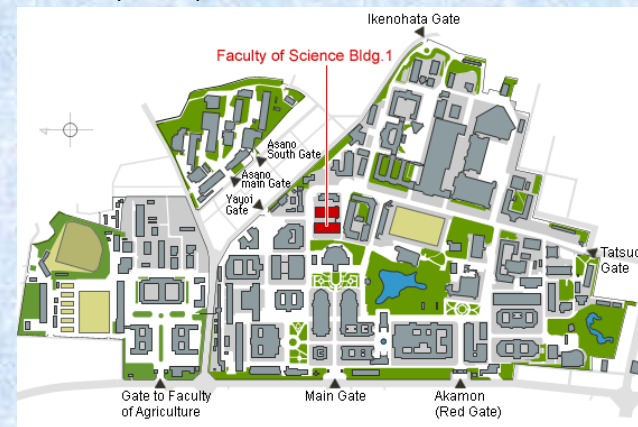 Ikenohata Gate
Faculty of Science Bldg.1
Asano
South Gate
Asano
main Gate
Yayoi
Gate
Gate
Gate to Faculty
of Agriculture
Main Gate
Akamon
(Red Gate)